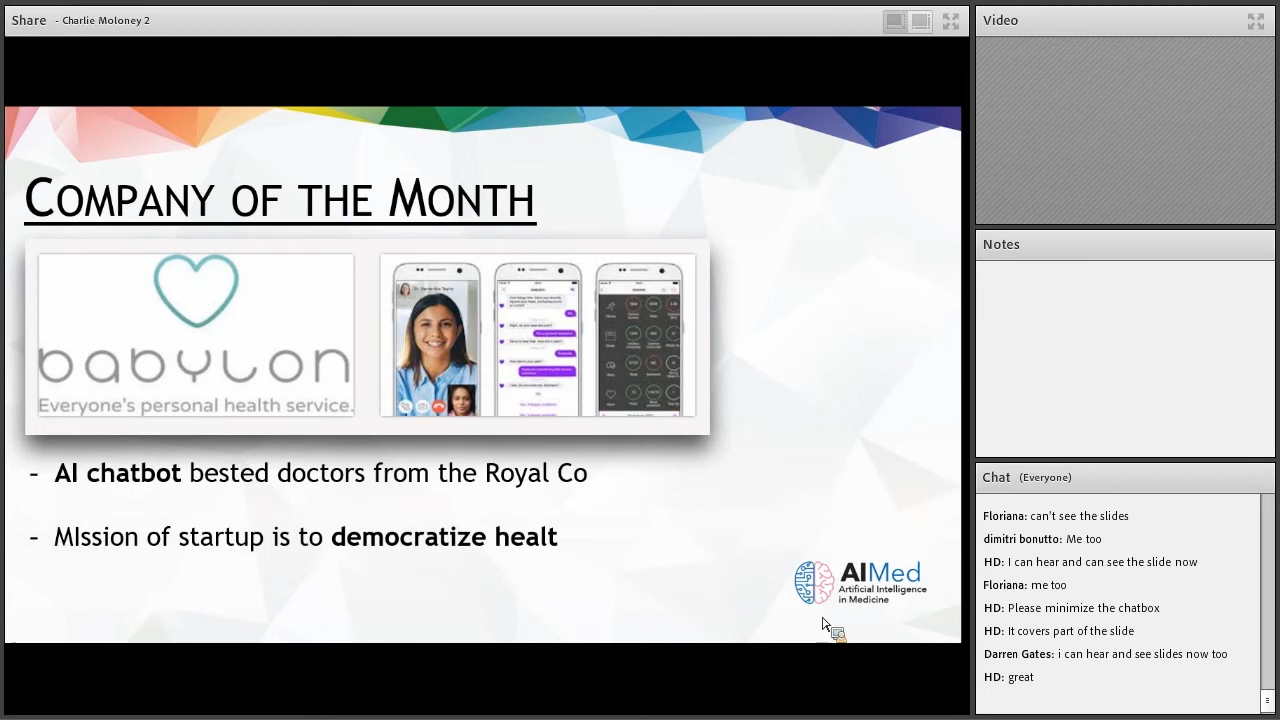 Share - Charlie Moloney 2
COMPANY OF THE MONTH
babylon
Everyone's personal health service.
- AI chatbot bested doctors from the Royal Co
- MIssion of startup is to democratize healt
AIMed
Artificial Intelligence
in Medicine
Video
Notes
Chat (Everyone)
Floriana: can't see the slides
dimitri bonutto: Me too
HD: I can hear and can see the slide now
Floriana: me too
HD: Please minimize the chatbox
HD: It covers part of the slide
Darren Gates: i can hear and see slides now too
HD: great